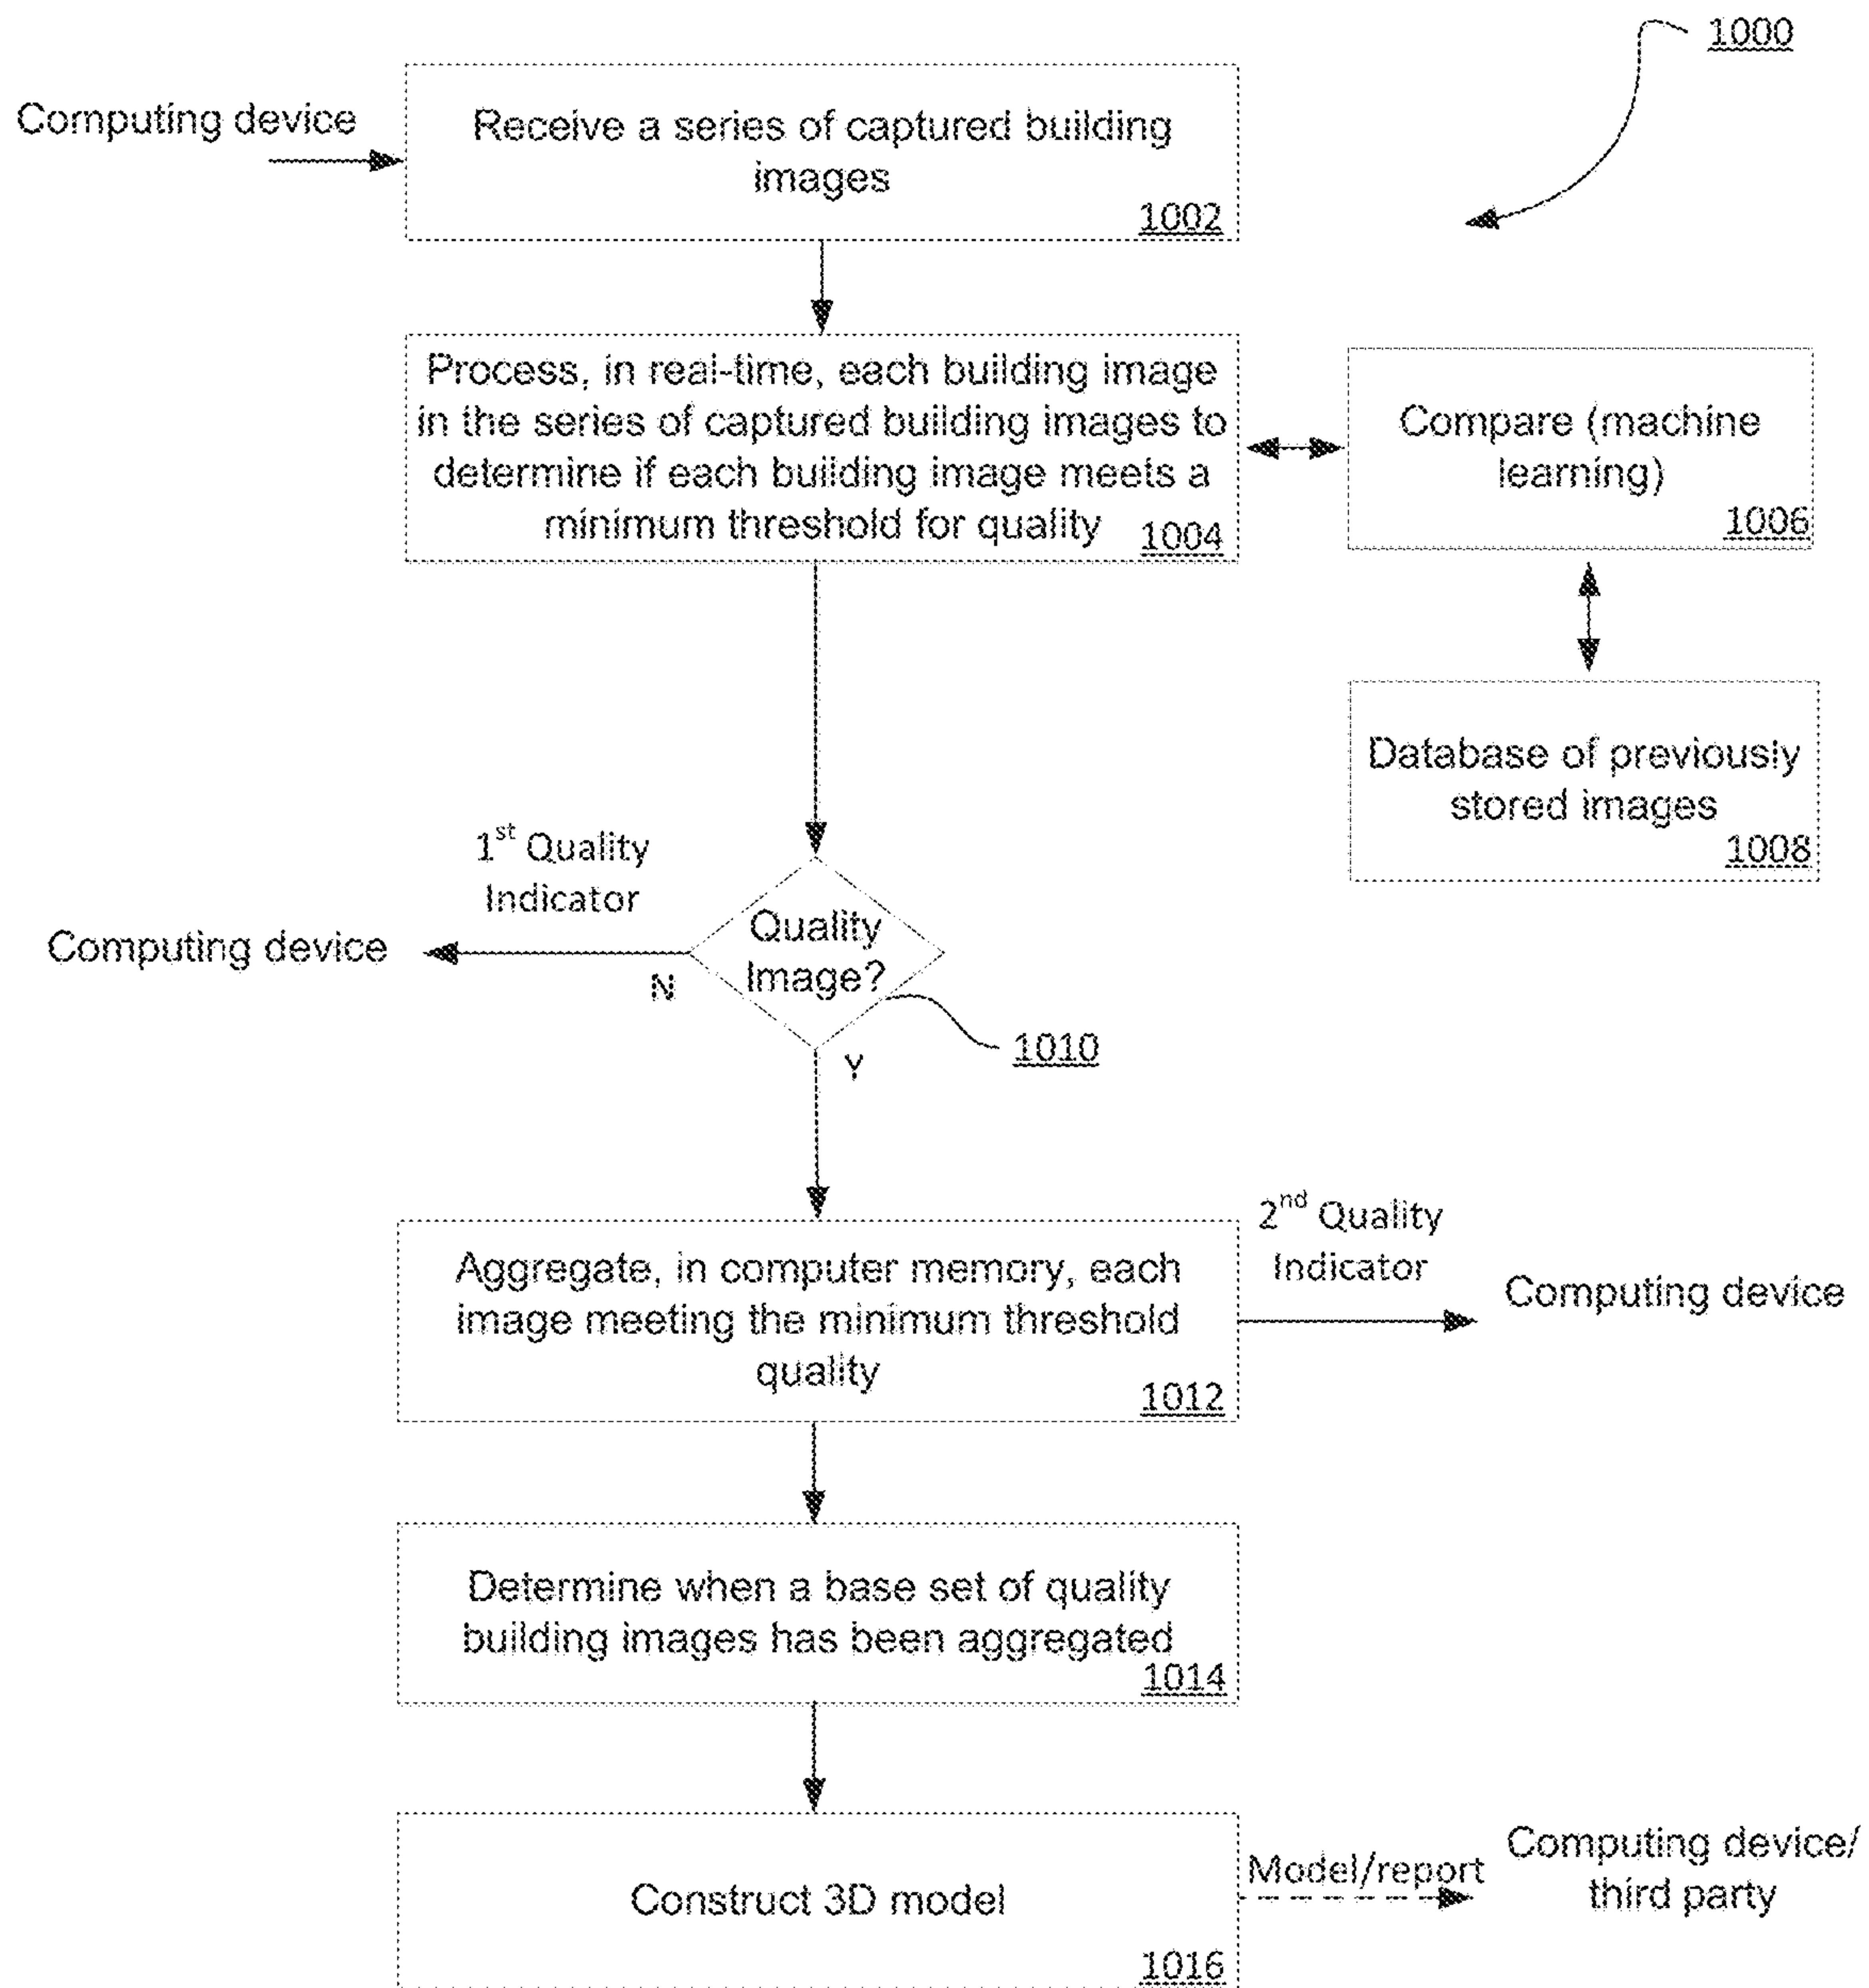 1000
Computing device
Receive a series of captured building
images
1002
Process, in real-time, each building image
in the series of captured building images to
determine if each building image meets a
minimum threshold for quality
1004
Compare (machine
learning)
1006
Database of previously
stored images
1008
1st Quality
Indicator
Computing device
N
Quality
Image?
1010
Y
Aggregate, in computer memory, each
image meeting the minimum threshold
quality
1012
2nd Quality
Indicator
Computing device
Determine when a base set of quality
building images has been aggregated
1014
Construct 3D model
1016
Model/report
Computing device/
third party